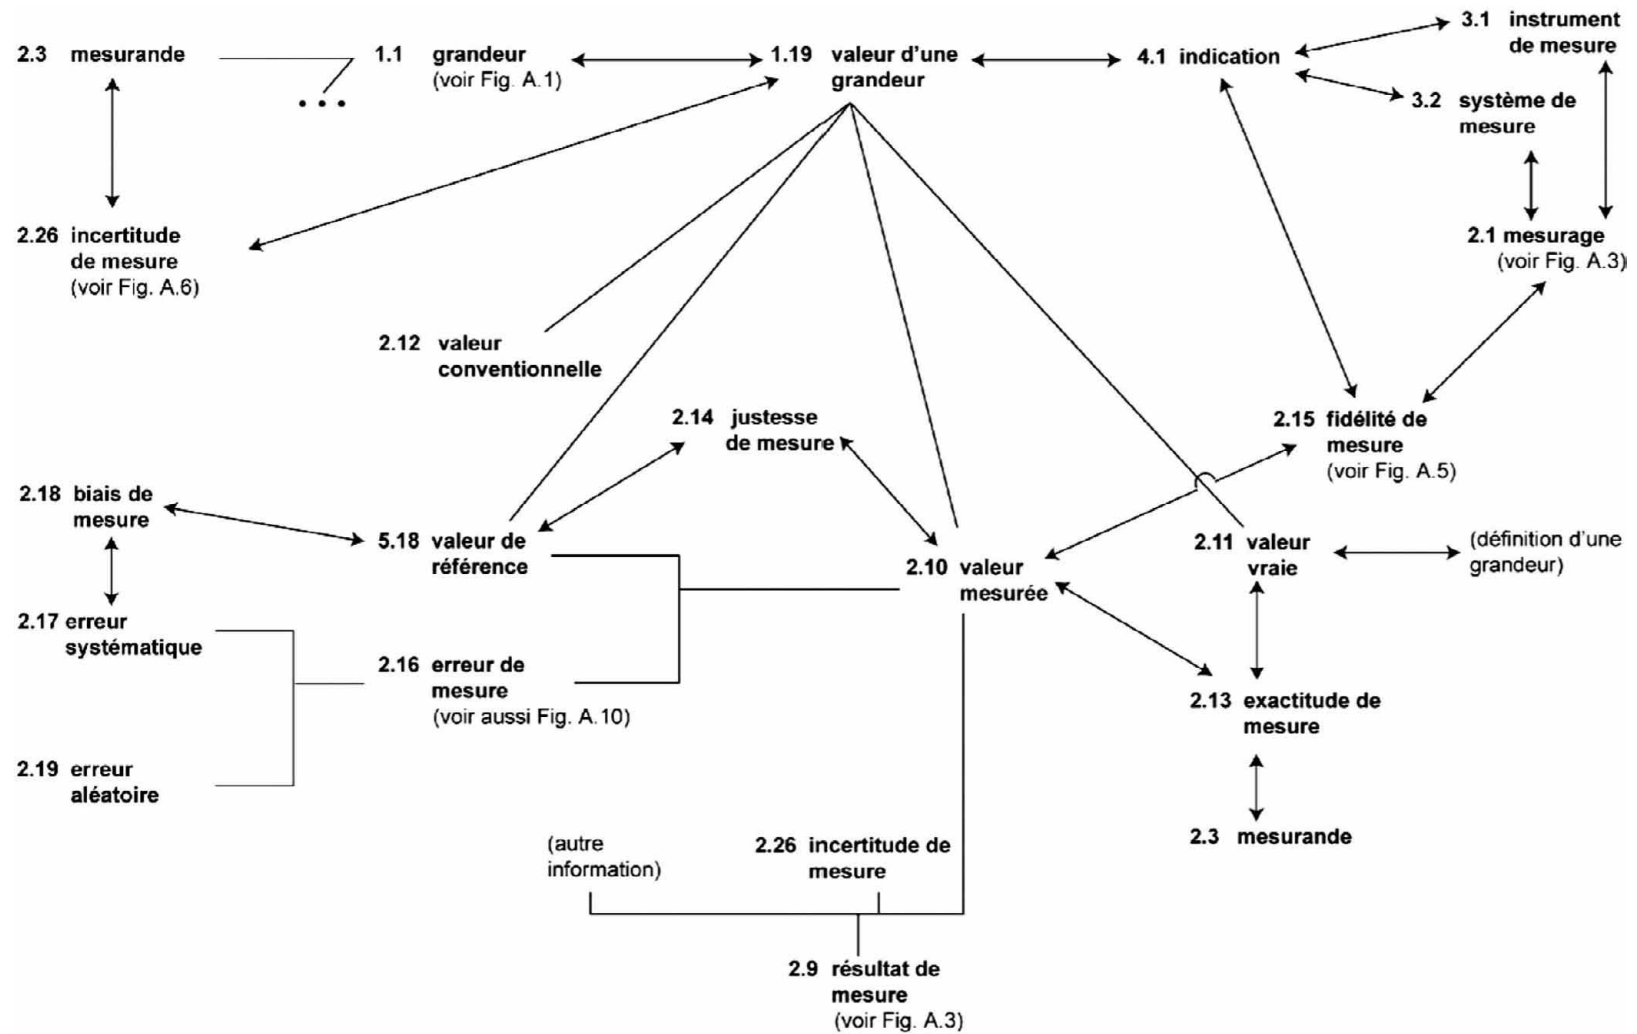 3.1 instrument
de mesure
2.3 mesurande
1.1 grandeur
(voir Fig. A.1)
1.19 valeur d'une
grandeur
4.1 indication
3.2 système de
mesure
2.26 incertitude
de mesure
(voir Fig. A.6)
2.1 mesurage
(voir Fig. A.3)
2.12 valeur
conventionnelle
2.14 justesse
de mesure
2.15 fidélité de
mesure
(voir Fig. A.5)
2.18 biais de
mesure
5.18 valeur de
référence
2.10 valeur
mesurée
2.11 valeur
vraie
(définition d'une
grandeur)
2.17 erreur
systématique
2.16 erreur de
mesure
(voir aussi Fig. A.10)
2.13 exactitude de
mesure
2.19 erreur
aléatoire
2.3 mesurande
(autre
information)
2.26 incertitude de
mesure
2.9 résultat de
mesure
(voir Fig. A.3)